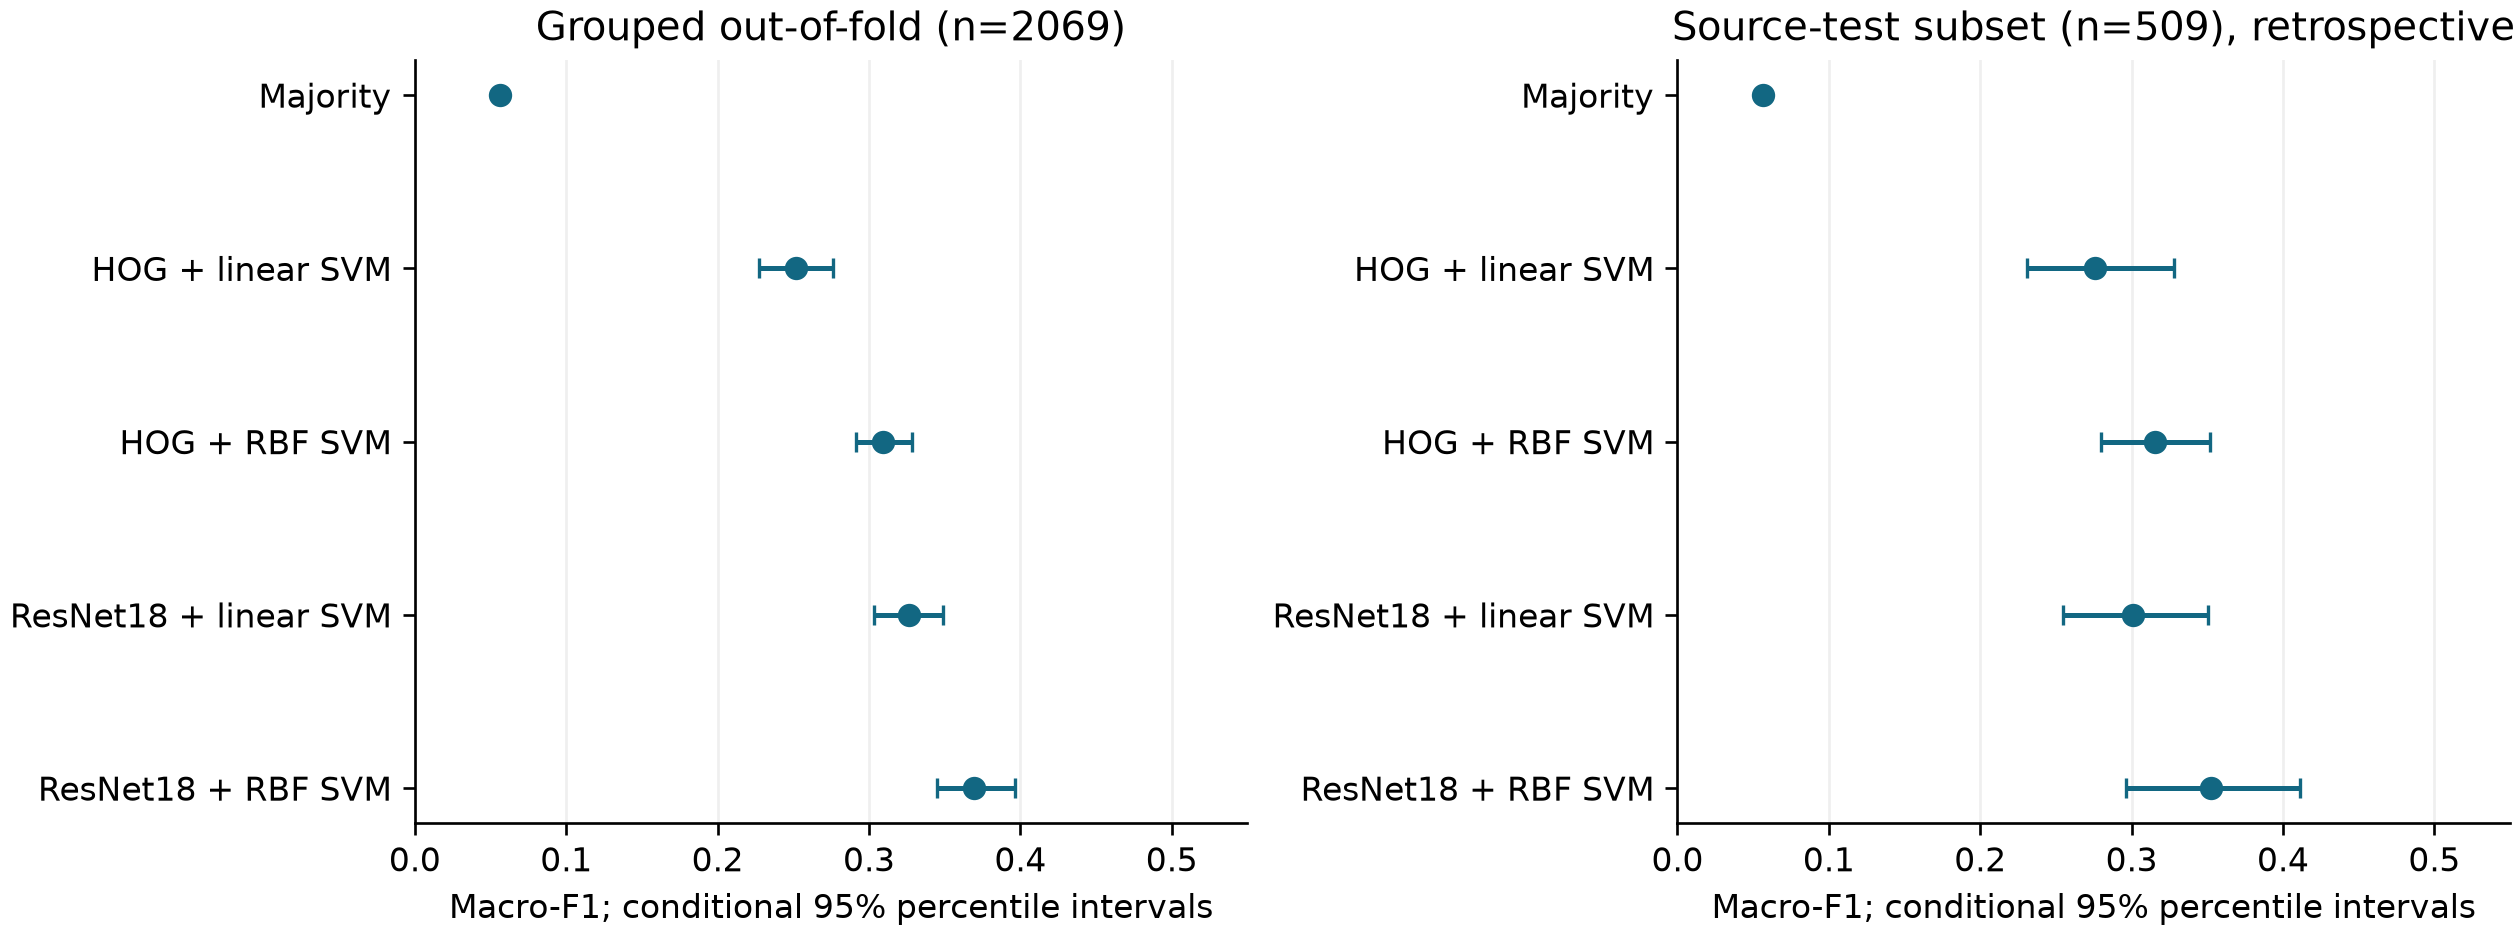 Grouped out-of-fold (n=2069)
Majority
HOG + linear SVM
HOG + RBF SVM
ResNet18 + linear SVM
ResNet18 + RBF SVM
0.0 0.1 0.2 0.3 0.4 0.5
Macro-F1; conditional 95% percentile intervals
Source-test subset (n=509), retrospective
Majority
HOG + linear SVM
HOG + RBF SVM
ResNet18 + linear SVM
ResNet18 + RBF SVM
0.0 0.1 0.2 0.3 0.4 0.5
Macro-F1; conditional 95% percentile intervals